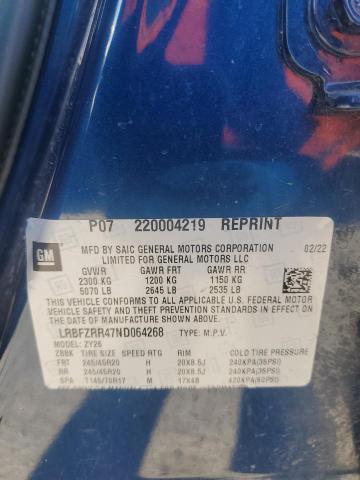 P07 220004219 REPRINT
GM
MFD BY SAIC GENERAL MOTORS CORPORATION 02/22
LIMITED FOR GENERAL MOTORS LLC
GVWR GAWR FRT GAWR RR
2300 KG 1200 KG 1150 KG
5070 LB 2645 LB 2535 LB
THIS VEHICLE CONFORMS TO ALL APPLICABLE U.S. FEDERAL MOTOR
VEHICLE SAFETY AND THEFT PREVENTION STANDARDS IN EFFECT
ON THE DATE OF MANUFACTURE SHOWN ABOVE.
LRBFZRR47ND064268 TYPE: M.P.V.
MODEL: ZY26
ZBBK TIRE SIZE SPEED RTG RIM COLD TIRE PRESSURE
FRT 245/45R20 H 20X8.5J 240KPA(35PSI)
RR 245/45R20 H 20X8.5J 240KPA(35PSI)
SPA T145/70R17 M 17X4B 420KPA(60PSI)